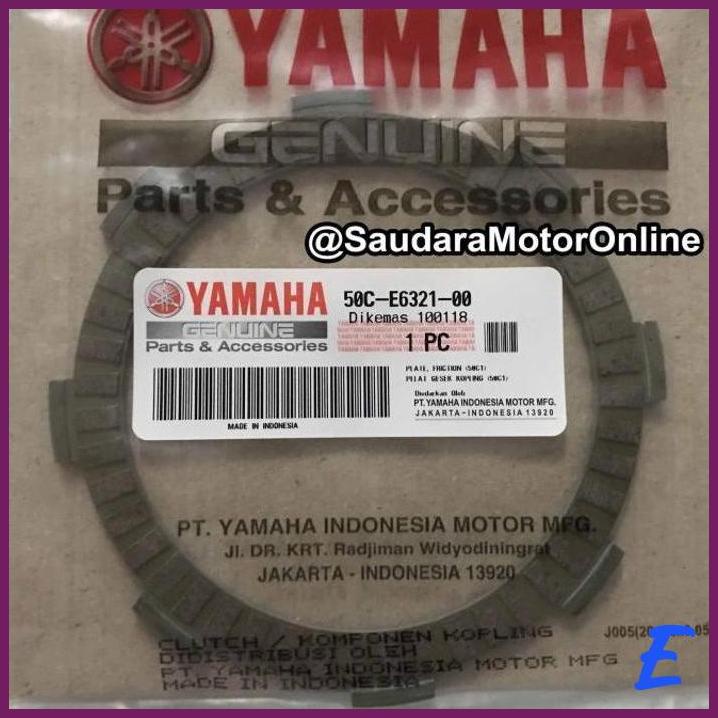 YAMAHA
GENUINE
Parts & Accessories
@SaudaraMotorOnline
YAMAHA
GENUINE
Parts & Accessories
50C-E6321-00
Dikemas 100118
1 PC
PLATE, FRICTION (50C1)
PELAT GESEK KOPLING (50C1)
Diedarkan Oleh
PT. YAMAHA INDONESIA MOTOR MFG.
JAKARTA-INDONESIA 13920
MADE IN INDONESIA
PT. YAMAHA INDONESIA MOTOR MFG.
Jl. DR. KRT. Radjiman Widyodiningrat
JAKARTA - INDONESIA 13920
CLUTCH / KOMPONEN KOPLING
DIDISTRIBUSI OLEH
PT. YAMAHA INDONESIA MOTOR MFG
MADE IN INDONESIA
E